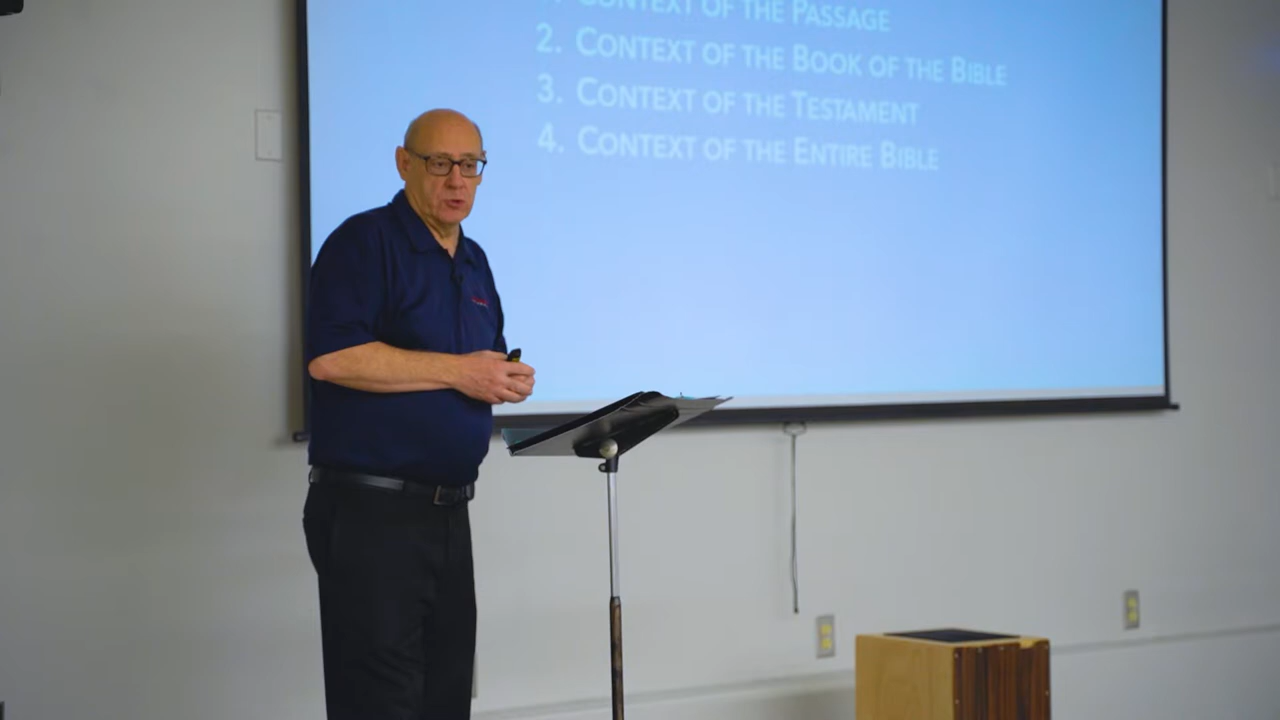 CONTEXT OF THE PASSAGE
2. CONTEXT OF THE BOOK OF THE BIBLE
3. CONTEXT OF THE TESTAMENT
4. CONTEXT OF THE ENTIRE BIBLE